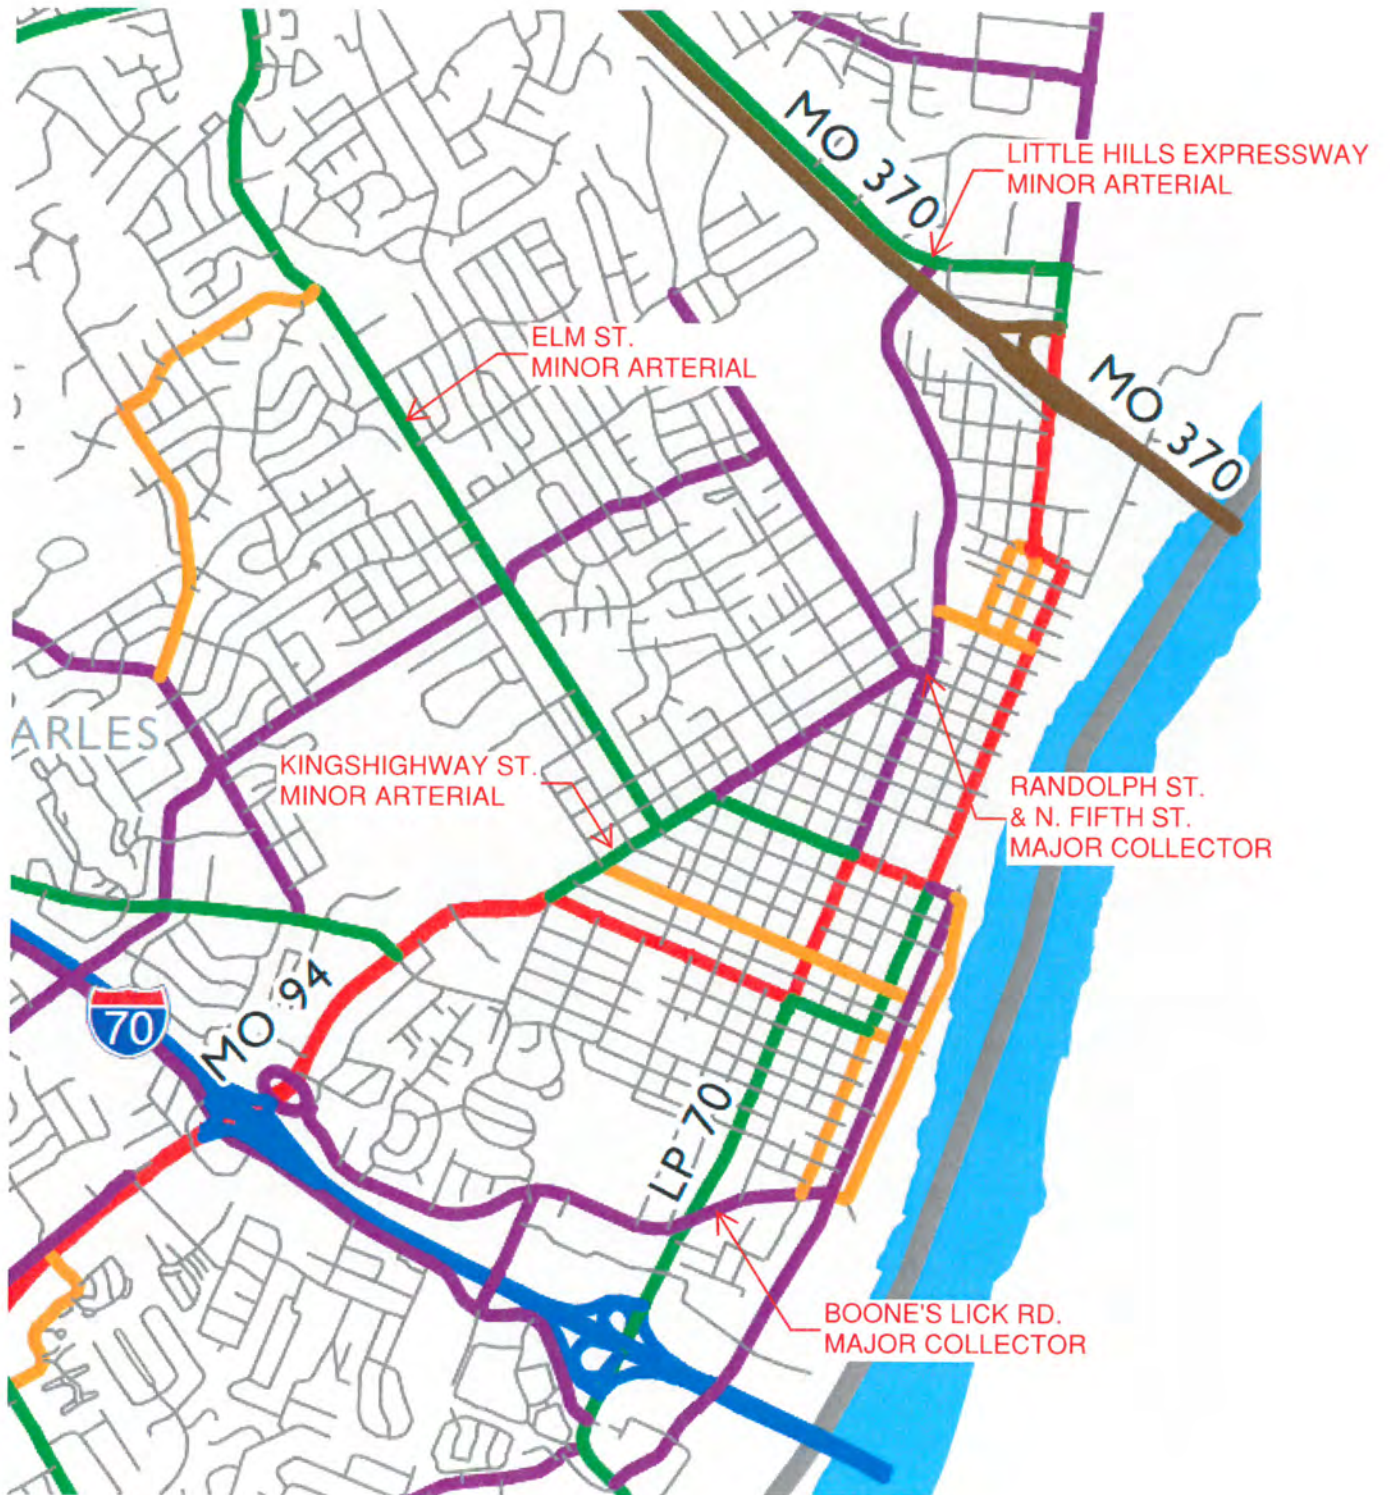 MO 370
LITTLE HILLS EXPRESSWAY
MINOR ARTERIAL
ELM ST.
MINOR ARTERIAL
MO 370
ARLES
KINGSHIGHWAY ST.
MINOR ARTERIAL
RANDOLPH ST.
& N. FIFTH ST.
MAJOR COLLECTOR
70
MO 94
LP 70
BOONE'S LICK RD.
MAJOR COLLECTOR